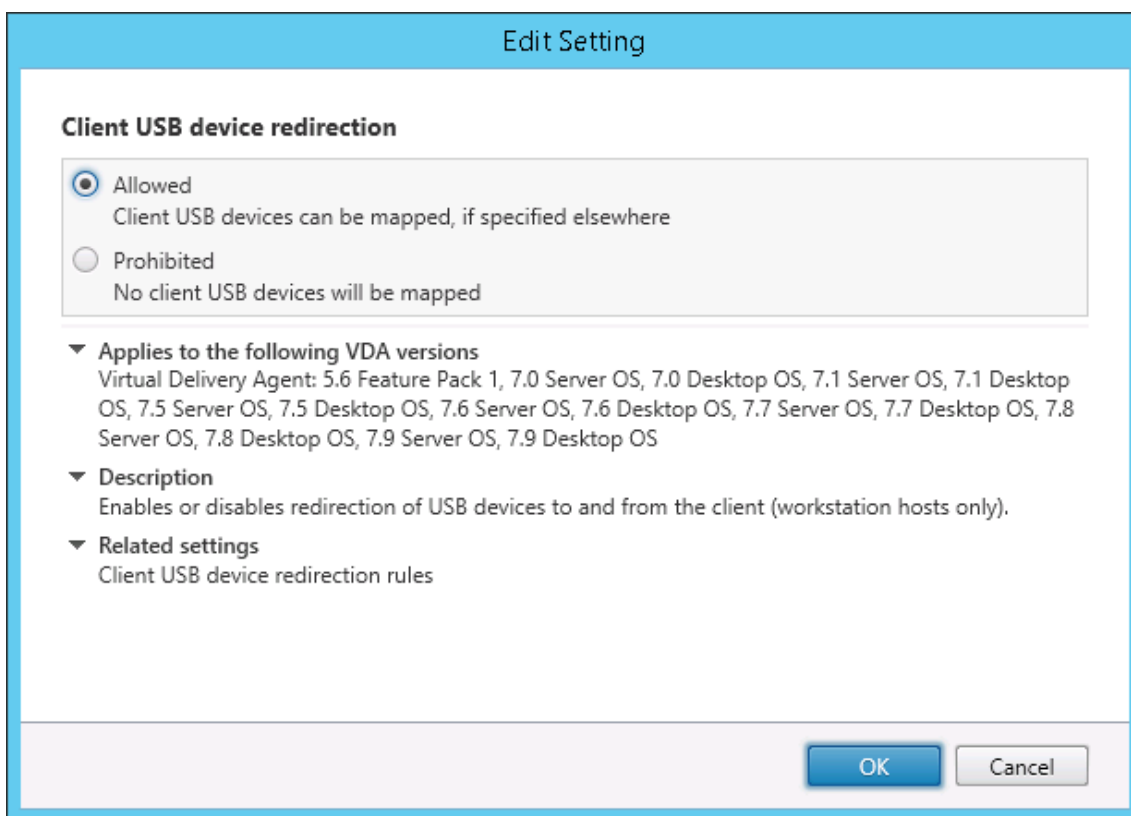 Edit Setting
Client USB device redirection
Allowed
Client USB devices can be mapped, if specified elsewhere
Prohibited
No client USB devices will be mapped
Applies to the following VDA versions
Virtual Delivery Agent: 5.6 Feature Pack 1, 7.0 Server OS, 7.0 Desktop OS, 7.1 Server OS, 7.1 Desktop
OS, 7.5 Server OS, 7.5 Desktop OS, 7.6 Server OS, 7.6 Desktop OS, 7.7 Server OS, 7.7 Desktop OS, 7.8
Server OS, 7.8 Desktop OS, 7.9 Server OS, 7.9 Desktop OS
Description
Enables or disables redirection of USB devices to and from the client (workstation hosts only).
Related settings
Client USB device redirection rules
OK
Cancel